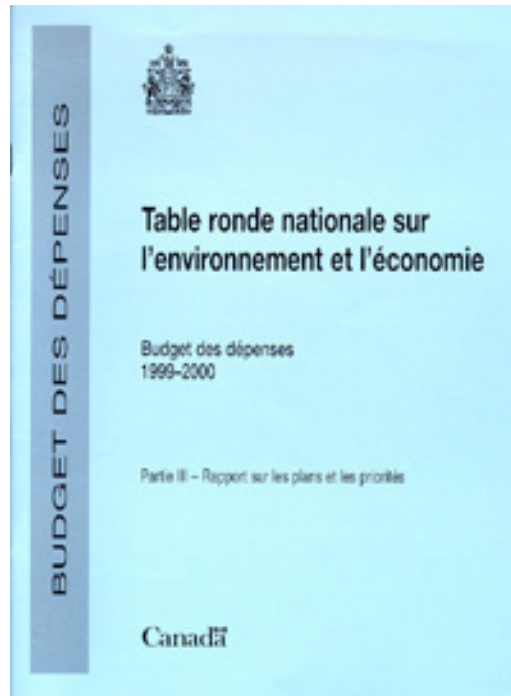 BUDGET DES DÉPENSES
Table ronde nationale sur
l'environnement et l'économie
Budget des dépenses
1999–2000
Partie III – Rapport sur les plans et les priorités
Canada